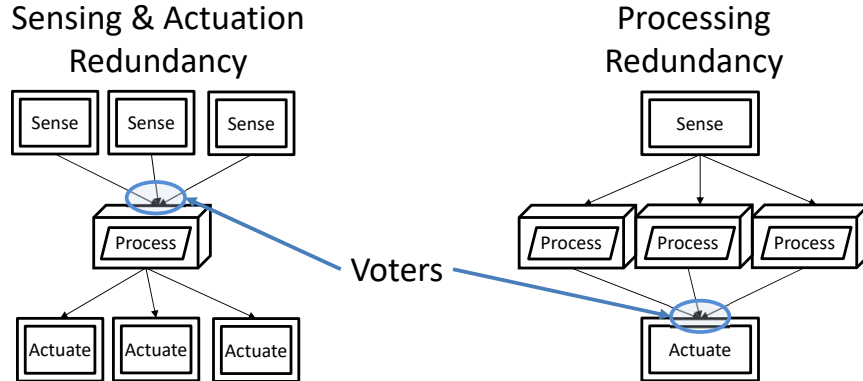 Sensing & Actuation
Redundancy
Sense
Sense
Sense
Process
Actuate
Actuate
Actuate
Voters
Processing
Redundancy
Sense
Process
Process
Process
Actuate